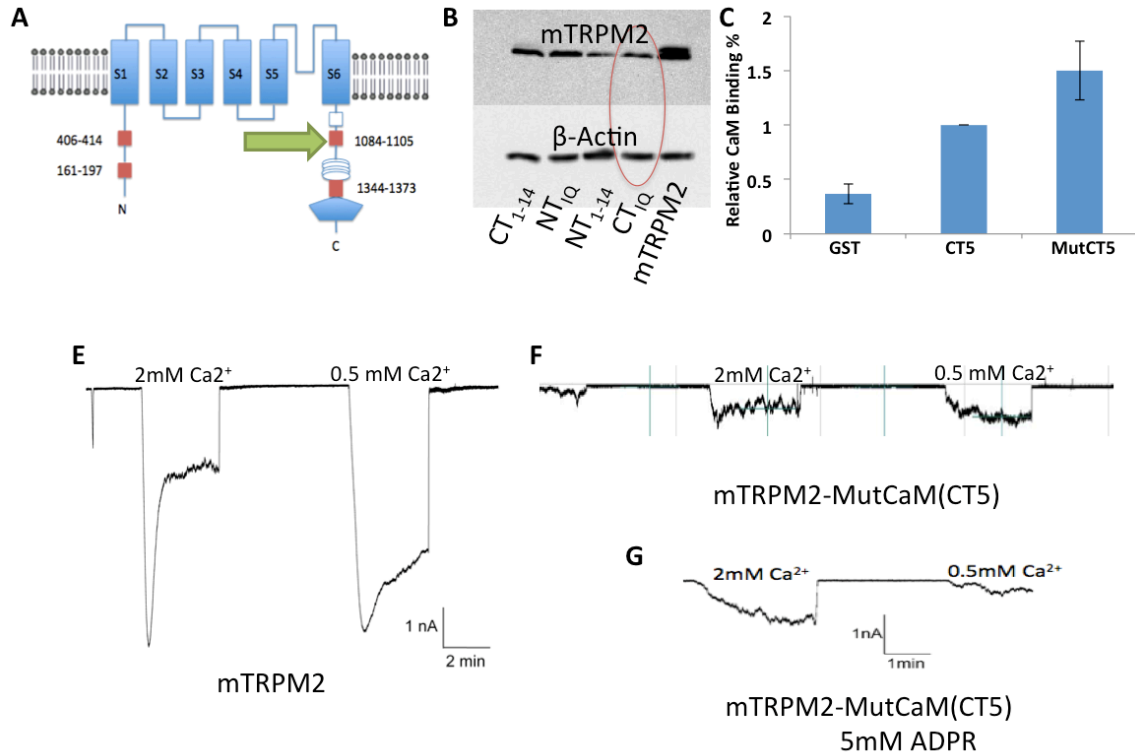 A
S1
S2
S3
S4
S5
S6
406-414
161-197
N
1084-1105
1344-1373
C
B
mTRPM2
β-Actin
CT1-14
NTIQ
NT1-14
CTIQ
mTRPM2
C
Relative CaM Binding %
2
1.5
1
0.5
0
GST
CT5
MutCT5
E
2mM Ca2+
0.5 mM Ca2+
1 nA
2 min
mTRPM2
F
2mM Ca2+
0.5 mM Ca2+
mTRPM2-MutCaM(CT5)
G
2mM Ca2+
0.5mM Ca2+
1nA
1min
mTRPM2-MutCaM(CT5)
5mM ADPR